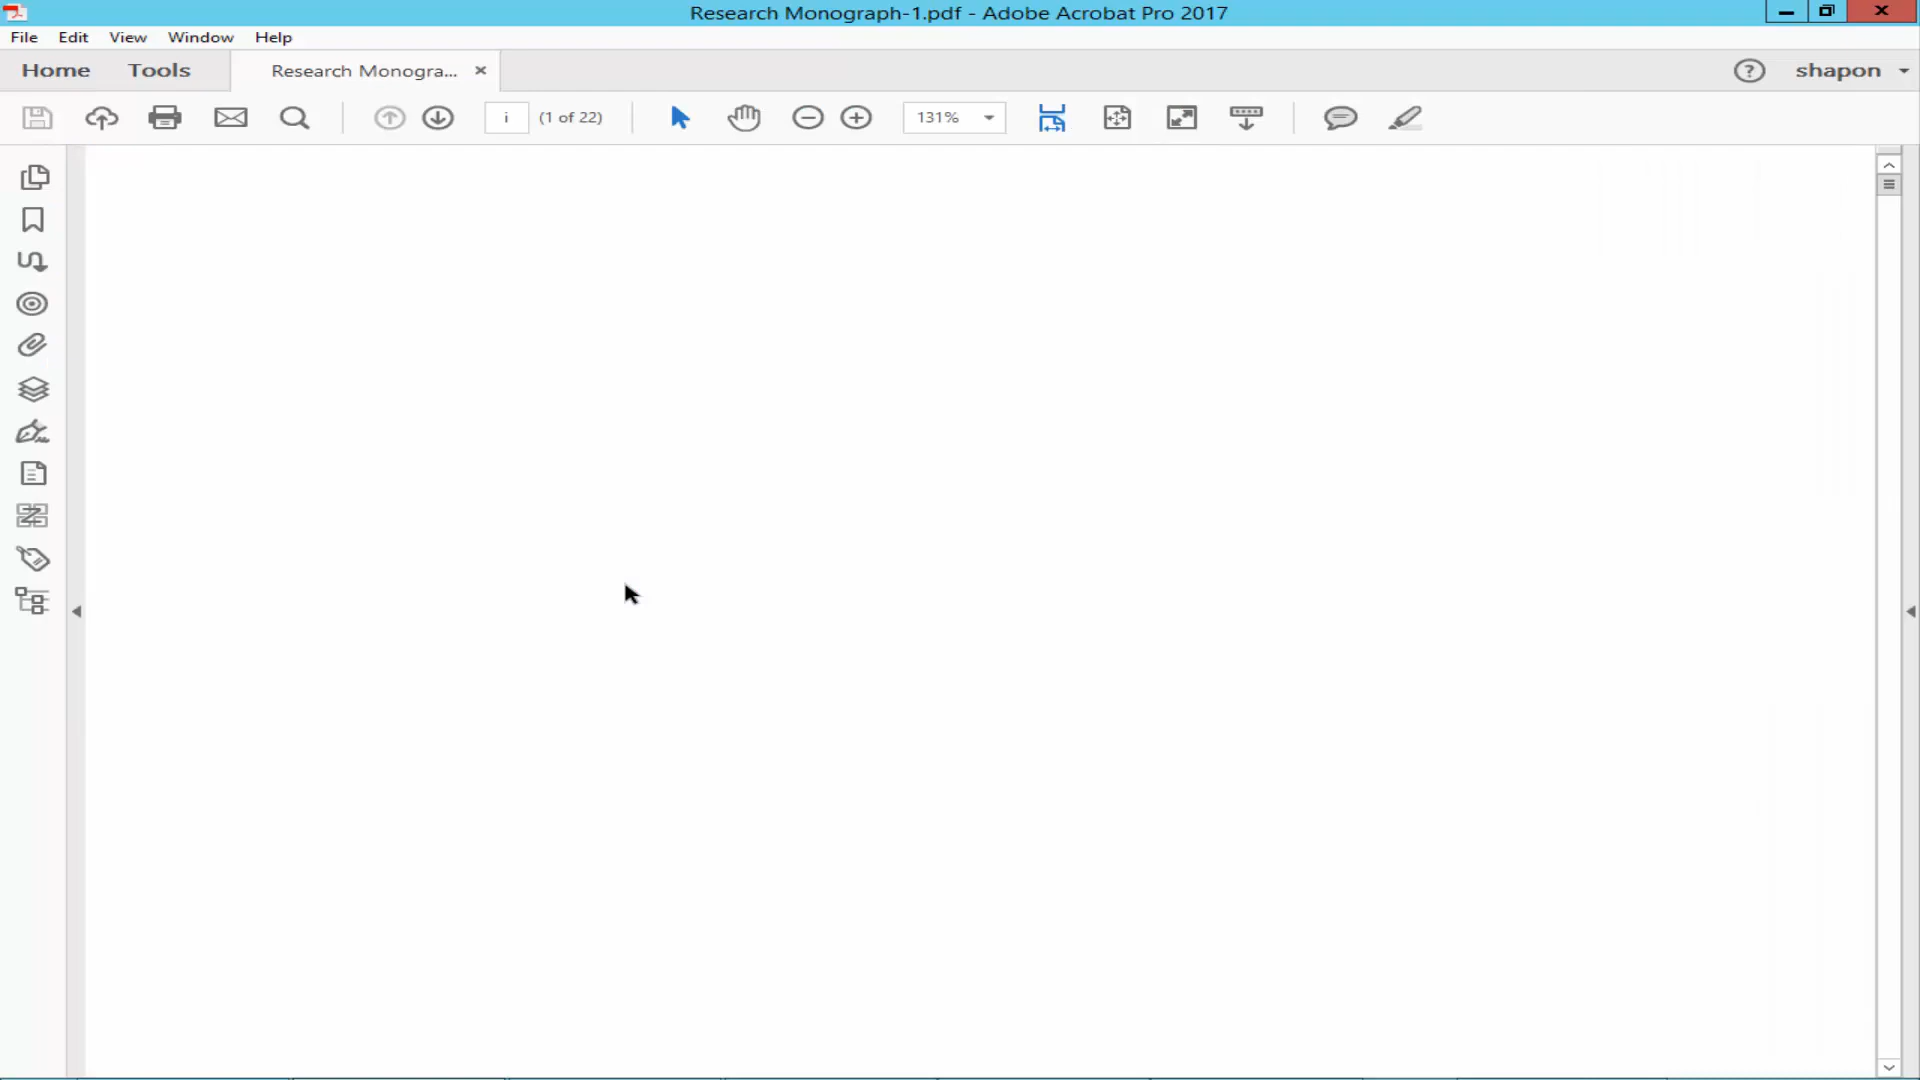 Research Monograph-1.pdf - Adobe Acrobat Pro 2017
File Edit View Window Help
Home Tools Research Monogra... shapon
i (1 of 22) 131%